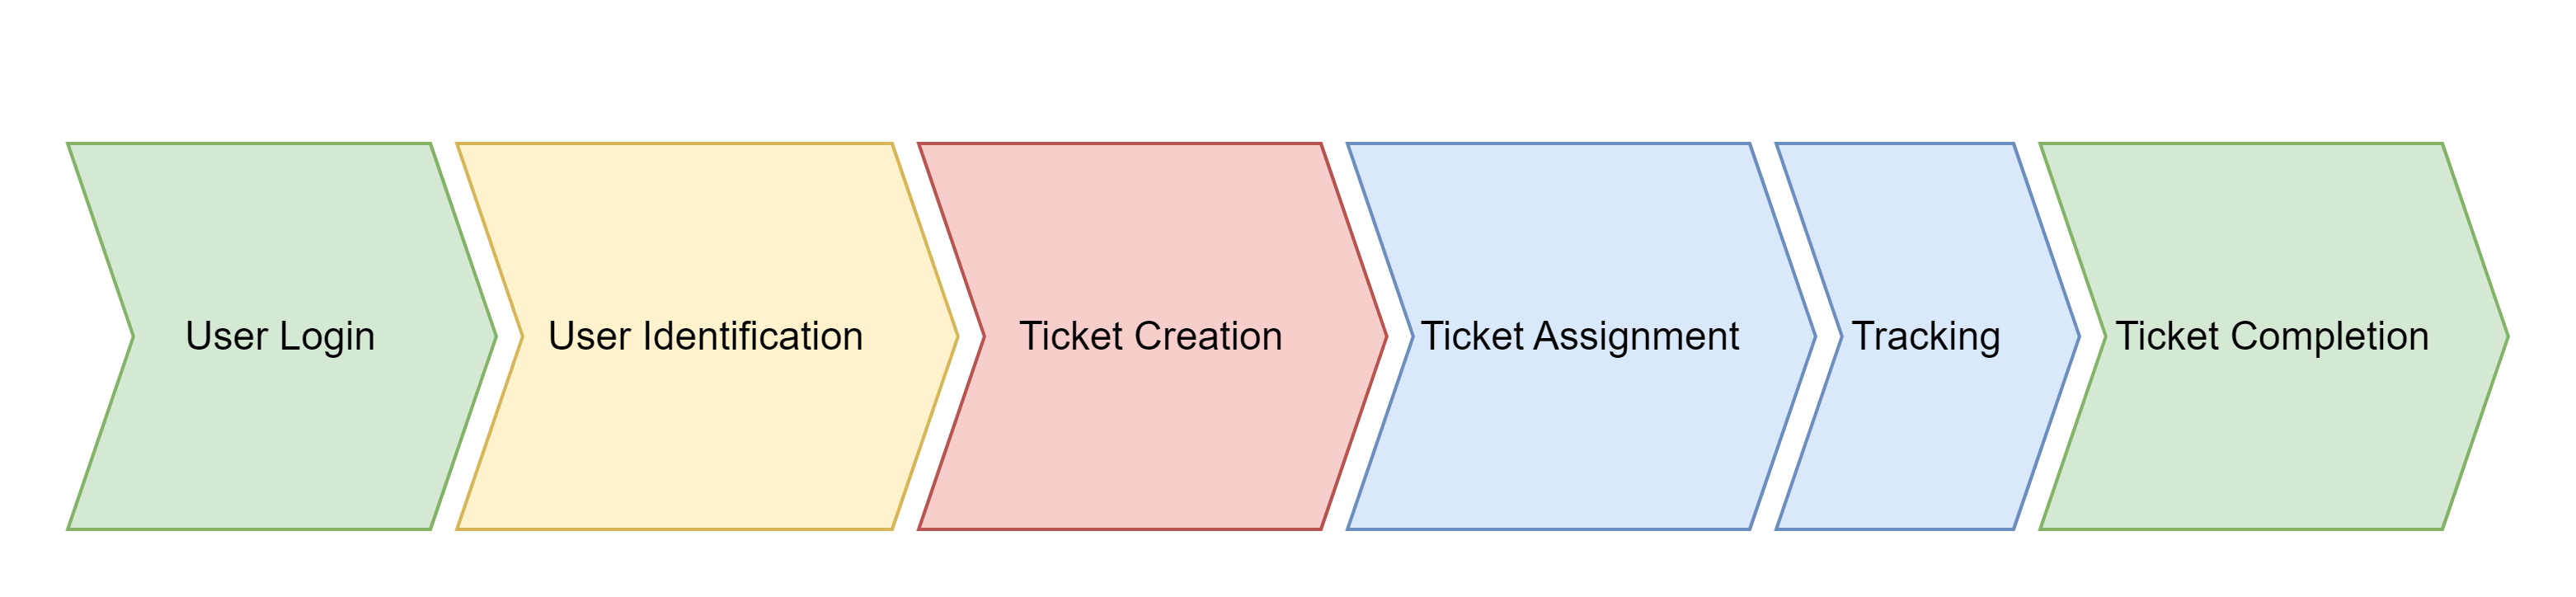 User Login
User Identification
Ticket Creation
Ticket Assignment
Tracking
Ticket Completion